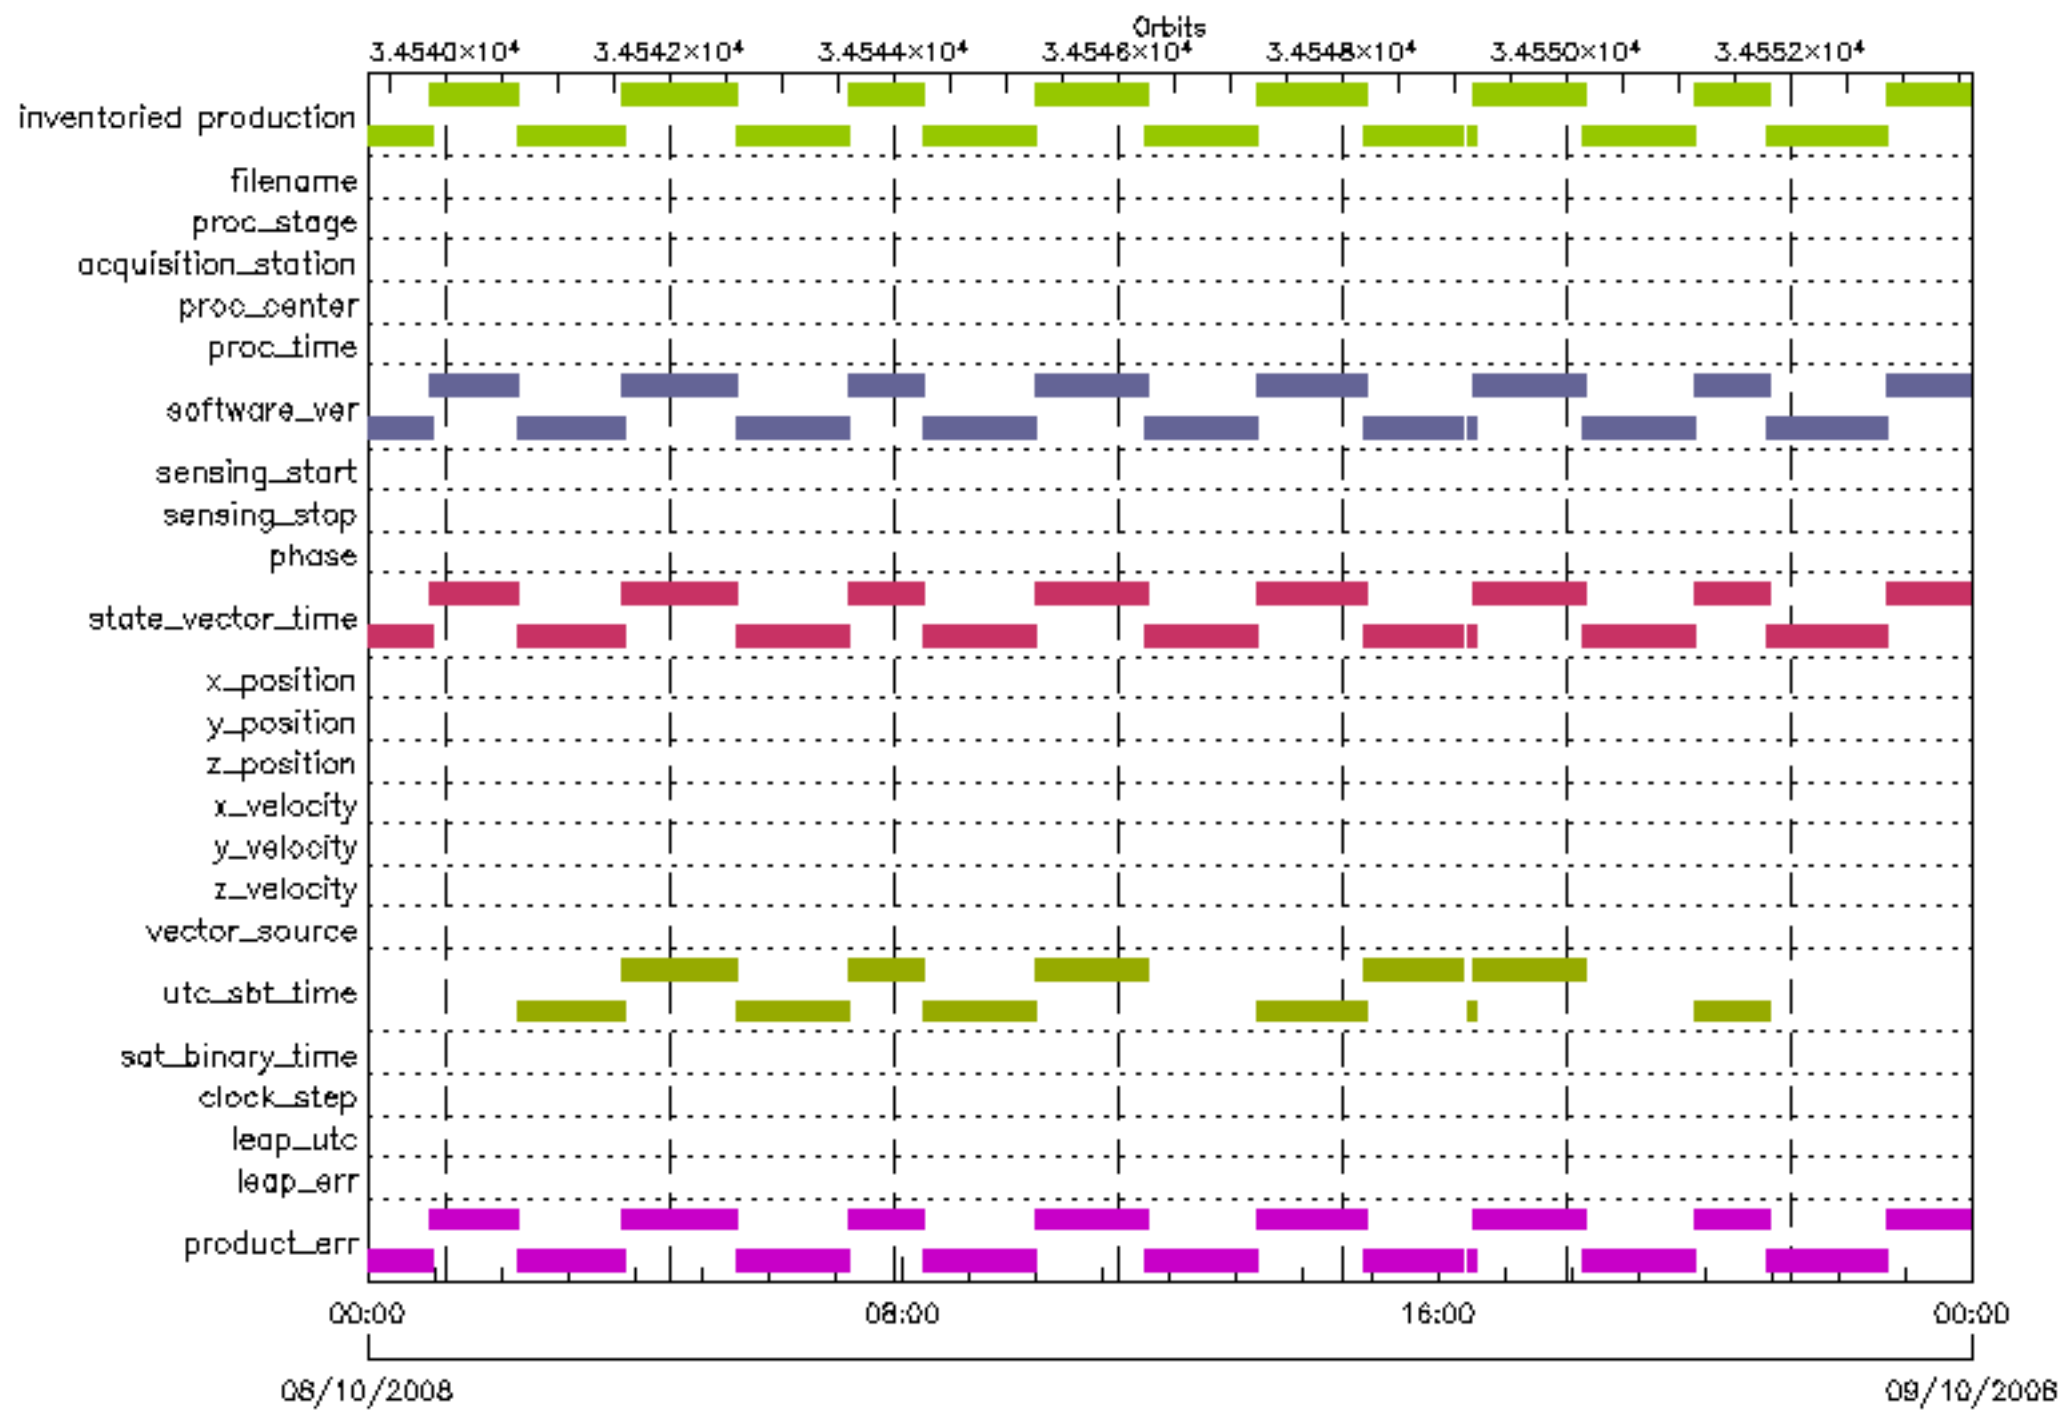 Orbits
3.4540×10⁴ 3.4542×10⁴ 3.4544×10⁴ 3.4546×10⁴ 3.4548×10⁴ 3.4550×10⁴ 3.4552×10⁴
inventoried production
filename
proc_stage
acquisition_station
proc_center
proc_time
software_ver
sensing_start
sensing_stop
phase
state_vector_time
x_position
y_position
z_position
x_velocity
y_velocity
z_velocity
vector_source
utc_sbt_time
sat_binary_time
clock_step
leap_utc
leap_err
product_err
00:00 08:00 16:00 00:00
08/10/2008 09/10/2008